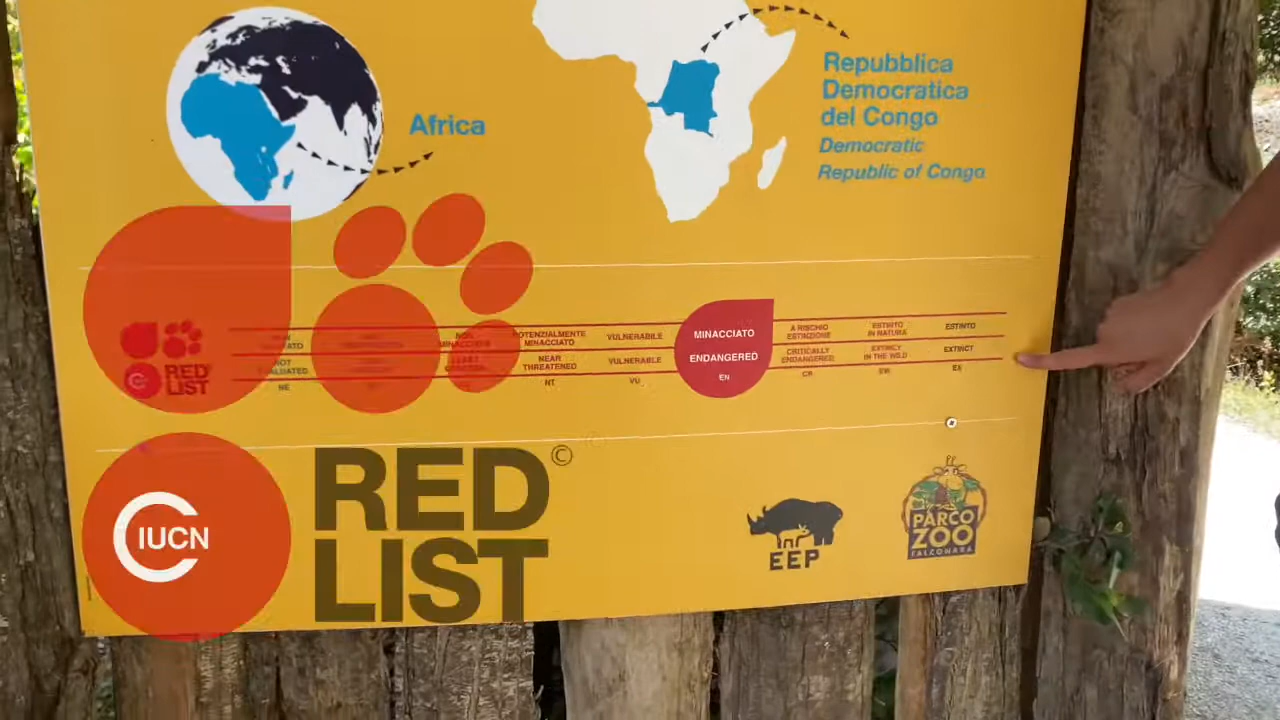 Africa
Repubblica
Democratica
del Congo
Democratic
Republic of Congo
POTENZIALMENTE
MINACCIATO
VULNERABILE
MINACCIATO
A RISCHIO
ESTINZIONE
ESTINTO
IN NATURA
ESTINTO
NOT
EVALUATED
NEAR
THREATENED
VULNERABLE
ENDANGERED
CRITICALLY
ENDANGERED
EXTINCT
IN THE WILD
EXTINCT
NE
NT
VU
EN
CR
EW
EX
RED
LIST
IUCN
RED
LIST
©
EEP
PARCO
ZOO
FALCONARA